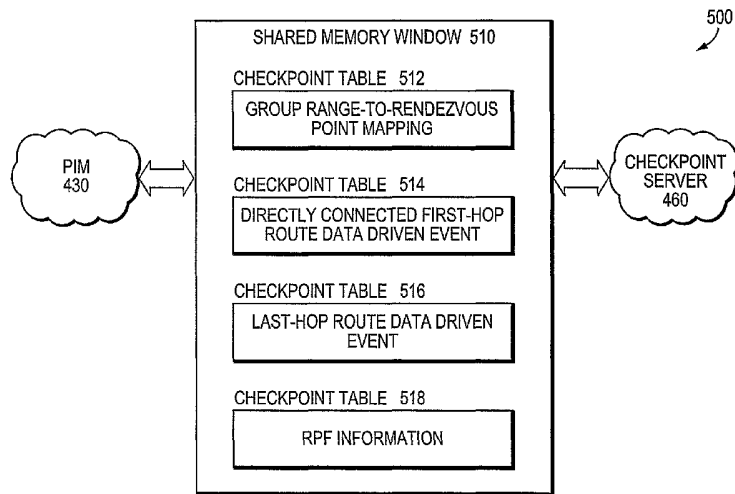 500
SHARED MEMORY WINDOW 510
CHECKPOINT TABLE 512
GROUP RANGE-TO-RENDEZVOUS
POINT MAPPING
PIM
430
CHECKPOINT TABLE 514
DIRECTLY CONNECTED FIRST-HOP
ROUTE DATA DRIVEN EVENT
CHECKPOINT
SERVER
460
CHECKPOINT TABLE 516
LAST-HOP ROUTE DATA DRIVEN
EVENT
CHECKPOINT TABLE 518
RPF INFORMATION